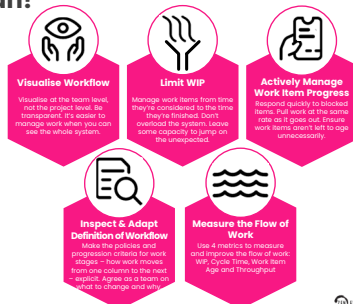 Visualise Workflow
Visualise at the team level,
not the project level. Be
transparent. It's easier to
manage work when you can
see the whole system.
Limit WIP
Manage work items from time
they're considered to the time
they're finished. Don't
overload the system. Leave
some capacity to jump on
the unexpected.
Actively Manage
Work Item Progress
Respond quickly to blocked
items. Pull work at the same
rate as it goes out. Ensure
work items aren't left to age
unnecessarily.
Inspect & Adapt
Definition of Workflow
Make the policies and
progression criteria for work
stages – how work moves
from one column to the next
– explicit. Agree as a team on
what to change and why.
Measure the Flow of
Work
Use 4 metrics to measure
and improve the flow of work:
WIP, Cycle Time, Work Item
Age and Throughput